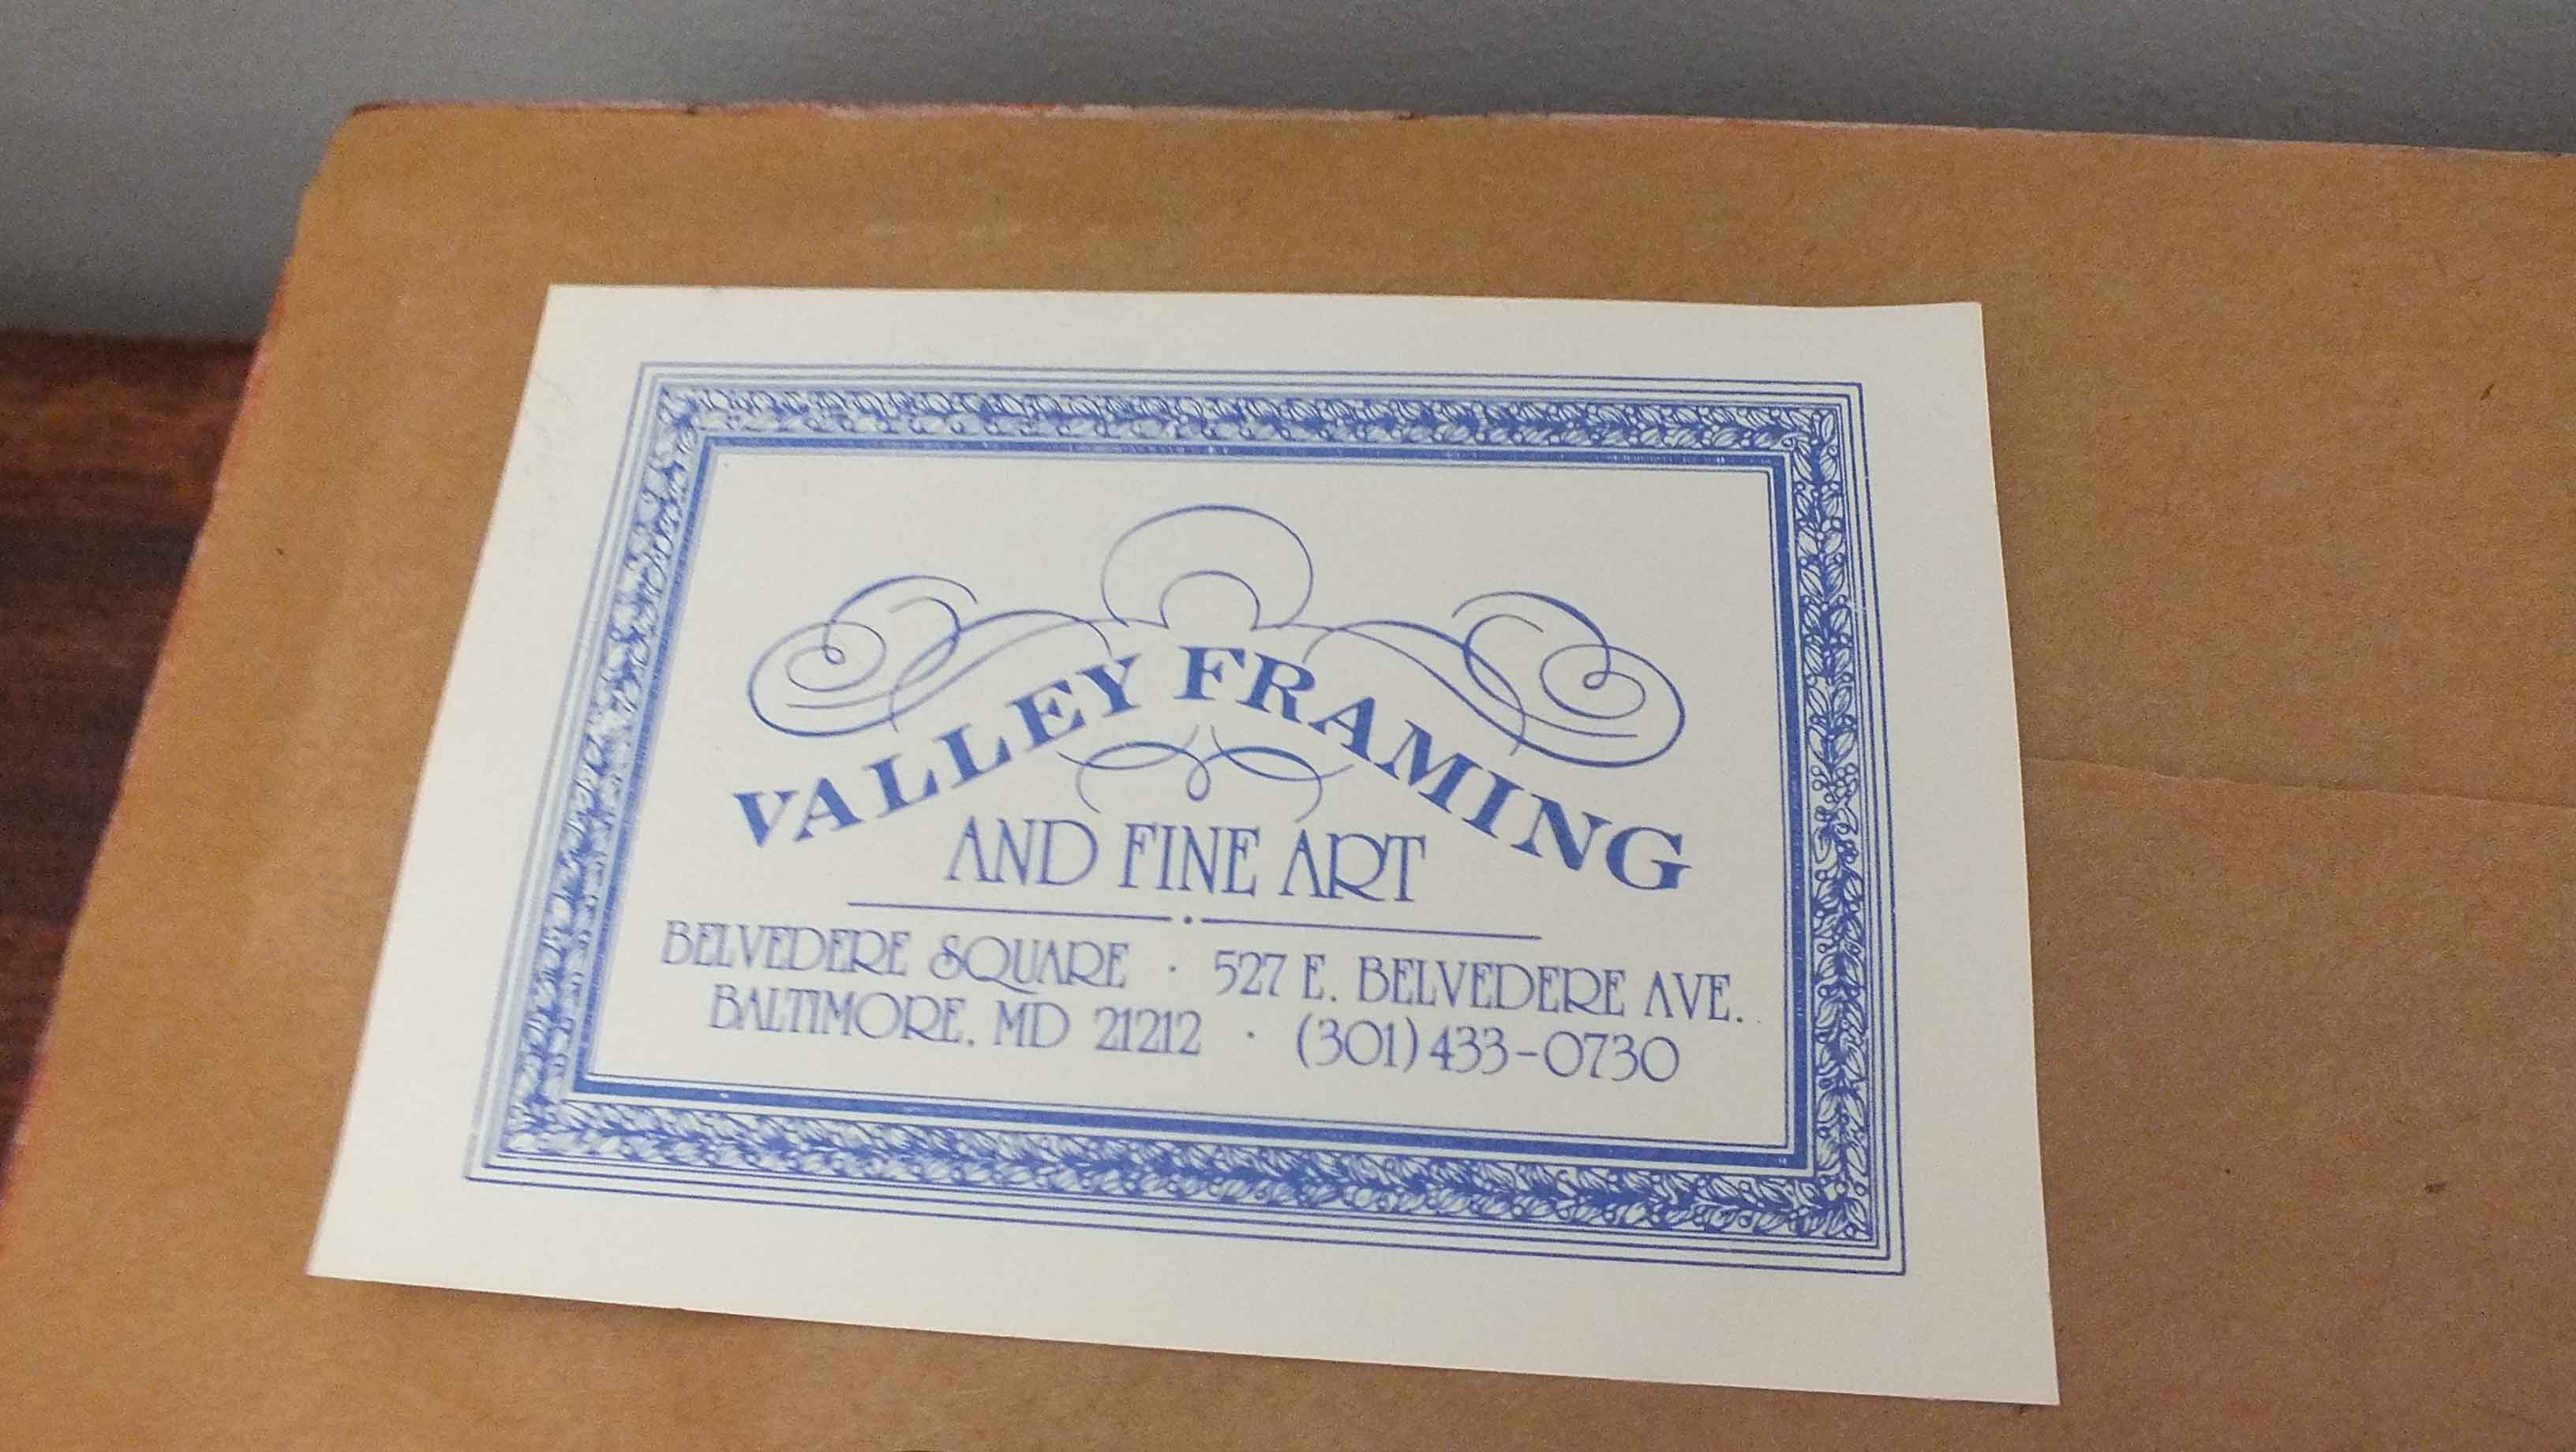 VALLEY FRAMING
AND FINE ART
BELVEDERE SQUARE · 527 E. BELVEDERE AVE.
BALTIMORE, MD 21212 · (301) 433-0730